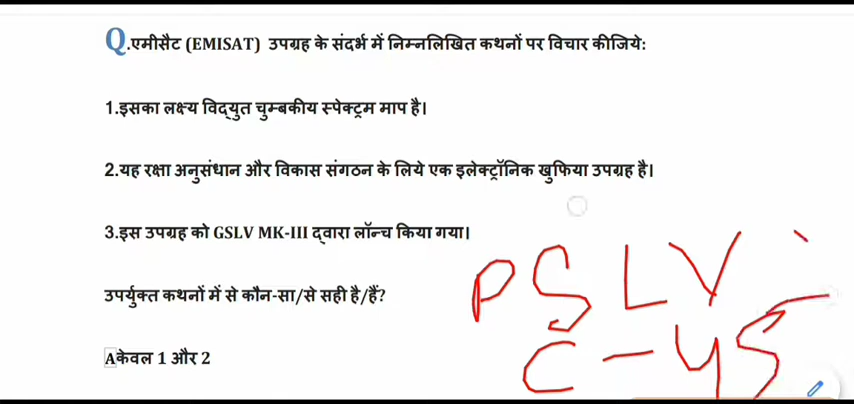 Q.एमीसैट (EMISAT) उपग्रह के संदर्भ में निम्नलिखित कथनों पर विचार कीजिये:
1.इसका लक्ष्य विद्युत चुम्बकीय स्पेक्ट्रम माप है।
2.यह रक्षा अनुसंधान और विकास संगठन के लिये एक इलेक्ट्रॉनिक खुफिया उपग्रह है।
3.इस उपग्रह को GSLV MK-III द्वारा लॉन्च किया गया।
PSLV
उपर्युक्त कथनों में से कौन-सा/से सही है/हैं?
C-45
Aकेवल 1 और 2